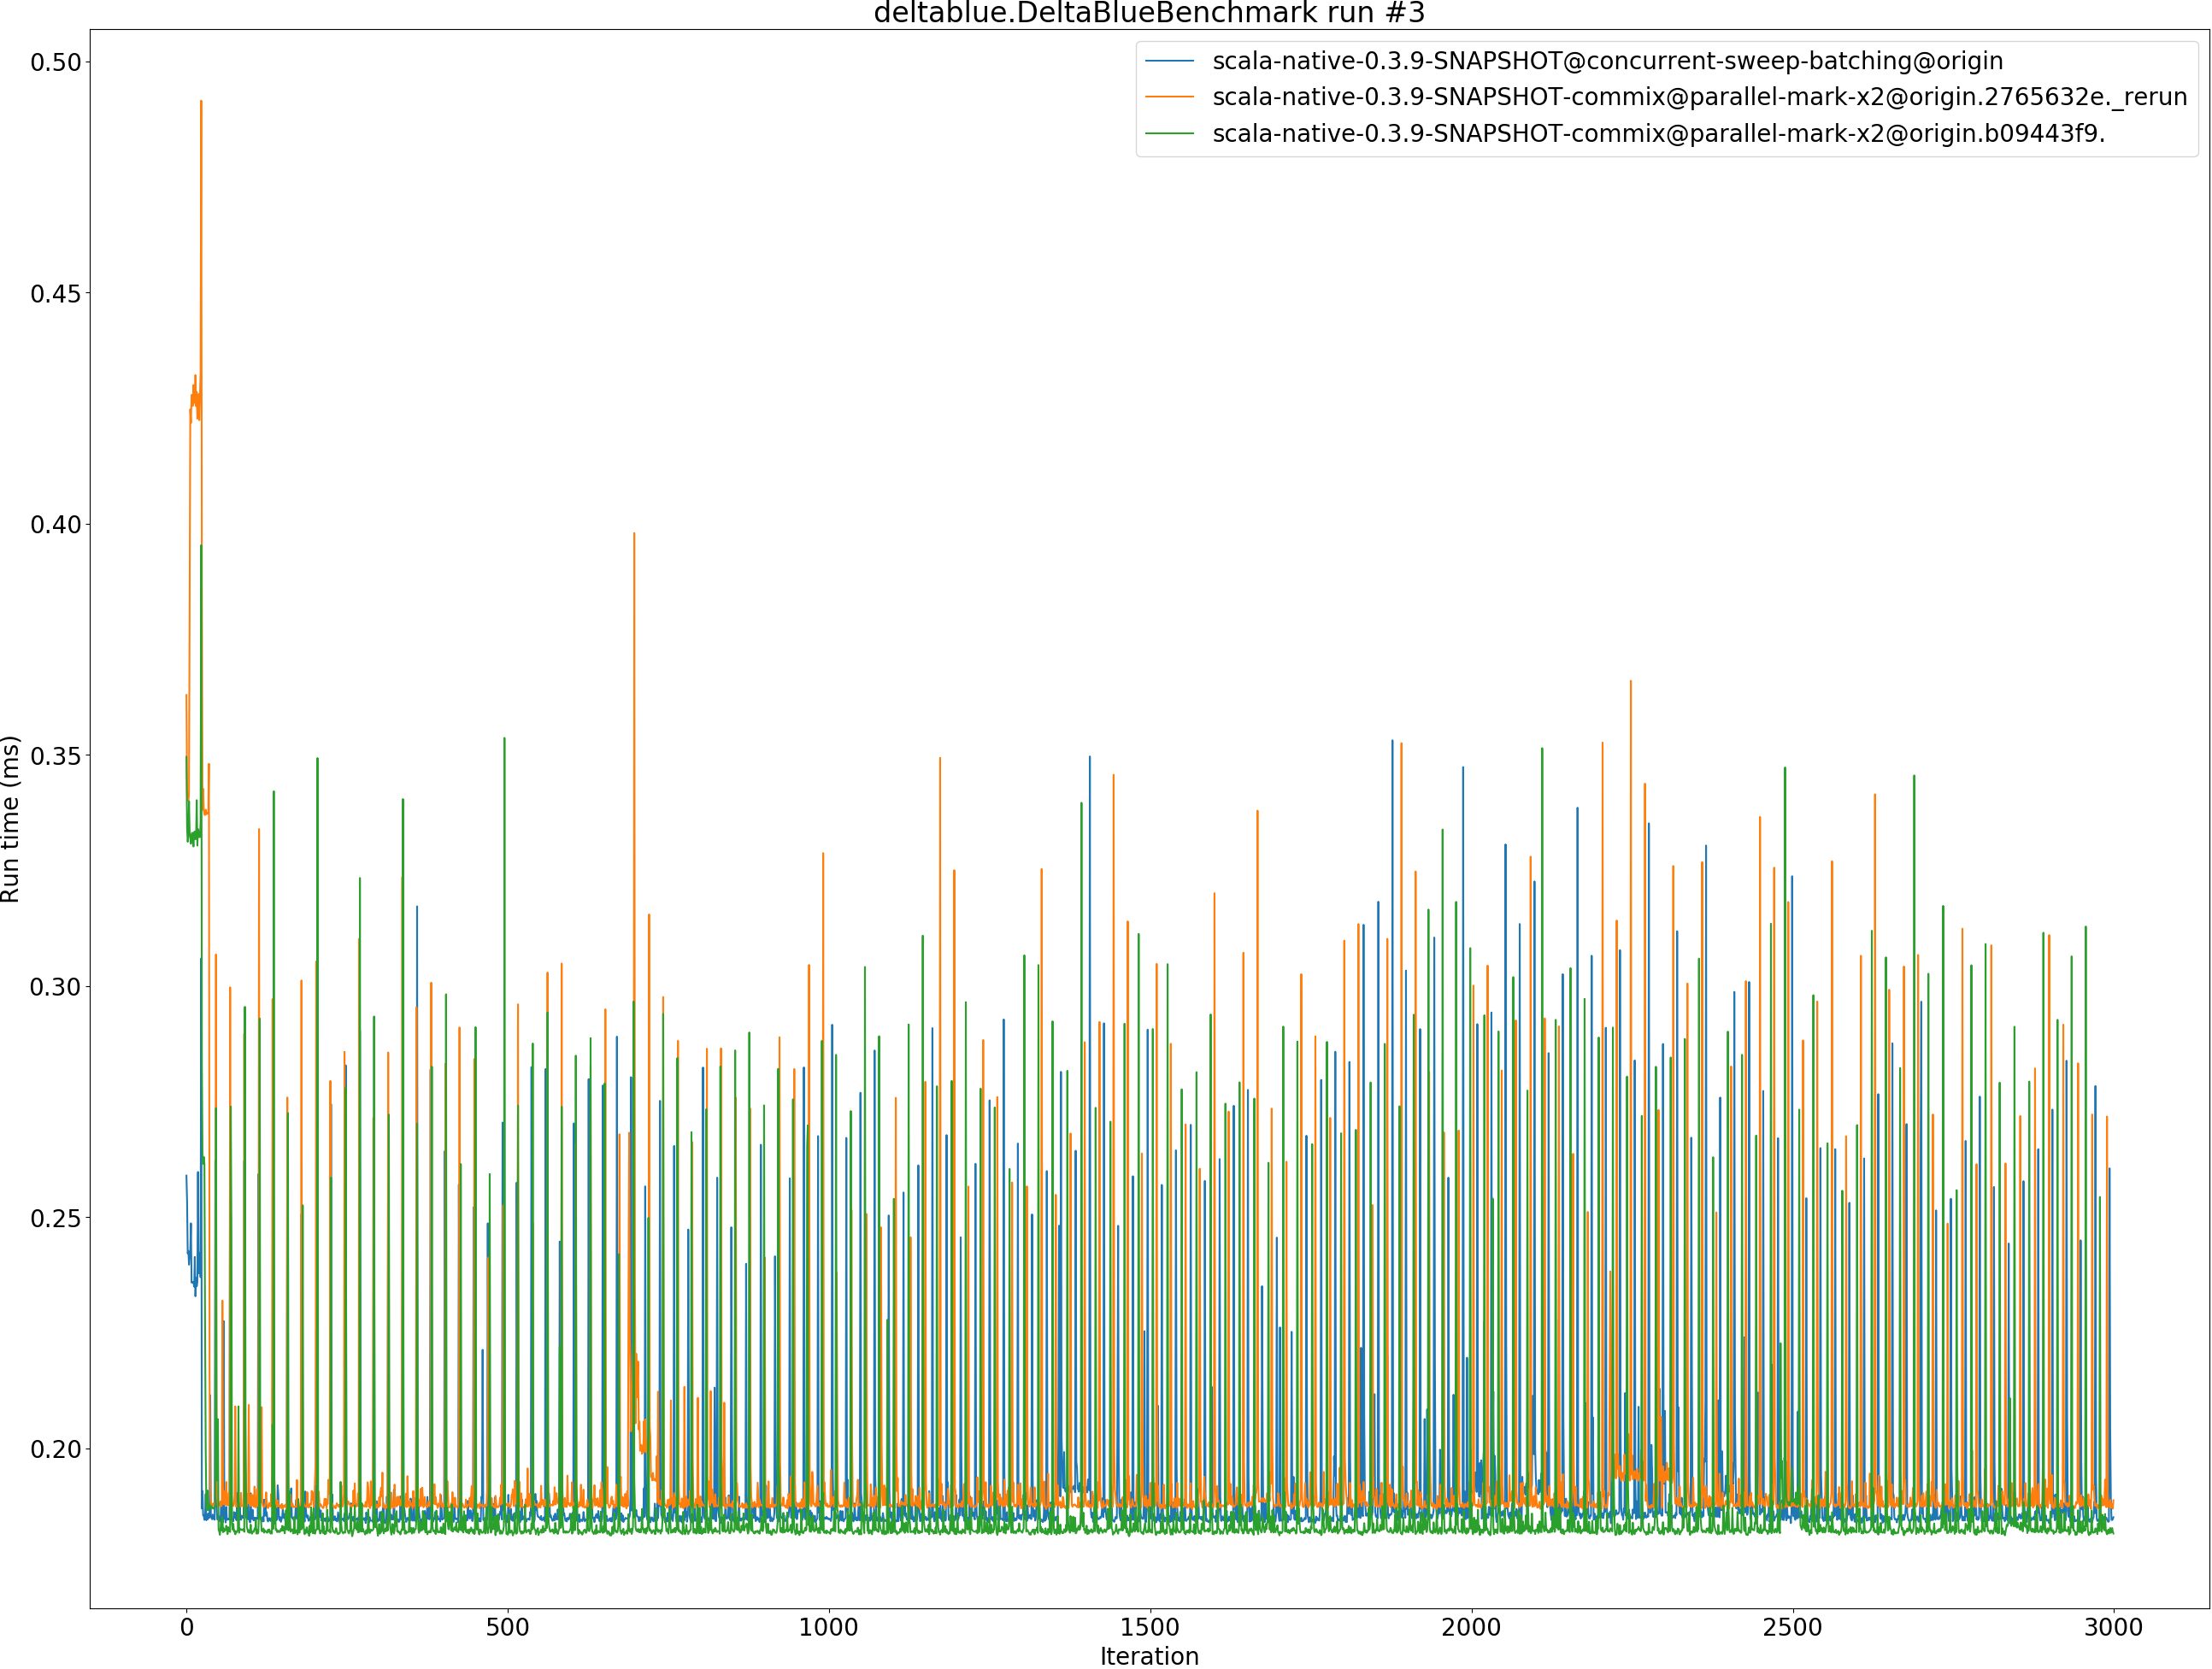 deltablue.DeltaBlueBenchmark run #3
scala-native-0.3.9-SNAPSHOT@concurrent-sweep-batching@origin
scala-native-0.3.9-SNAPSHOT-commix@parallel-mark-x2@origin.2765632e._rerun
scala-native-0.3.9-SNAPSHOT-commix@parallel-mark-x2@origin.b09443f9.
Run time (ms)
0.50
0.45
0.40
0.35
0.30
0.25
0.20
0 500 1000 1500 2000 2500 3000
Iteration